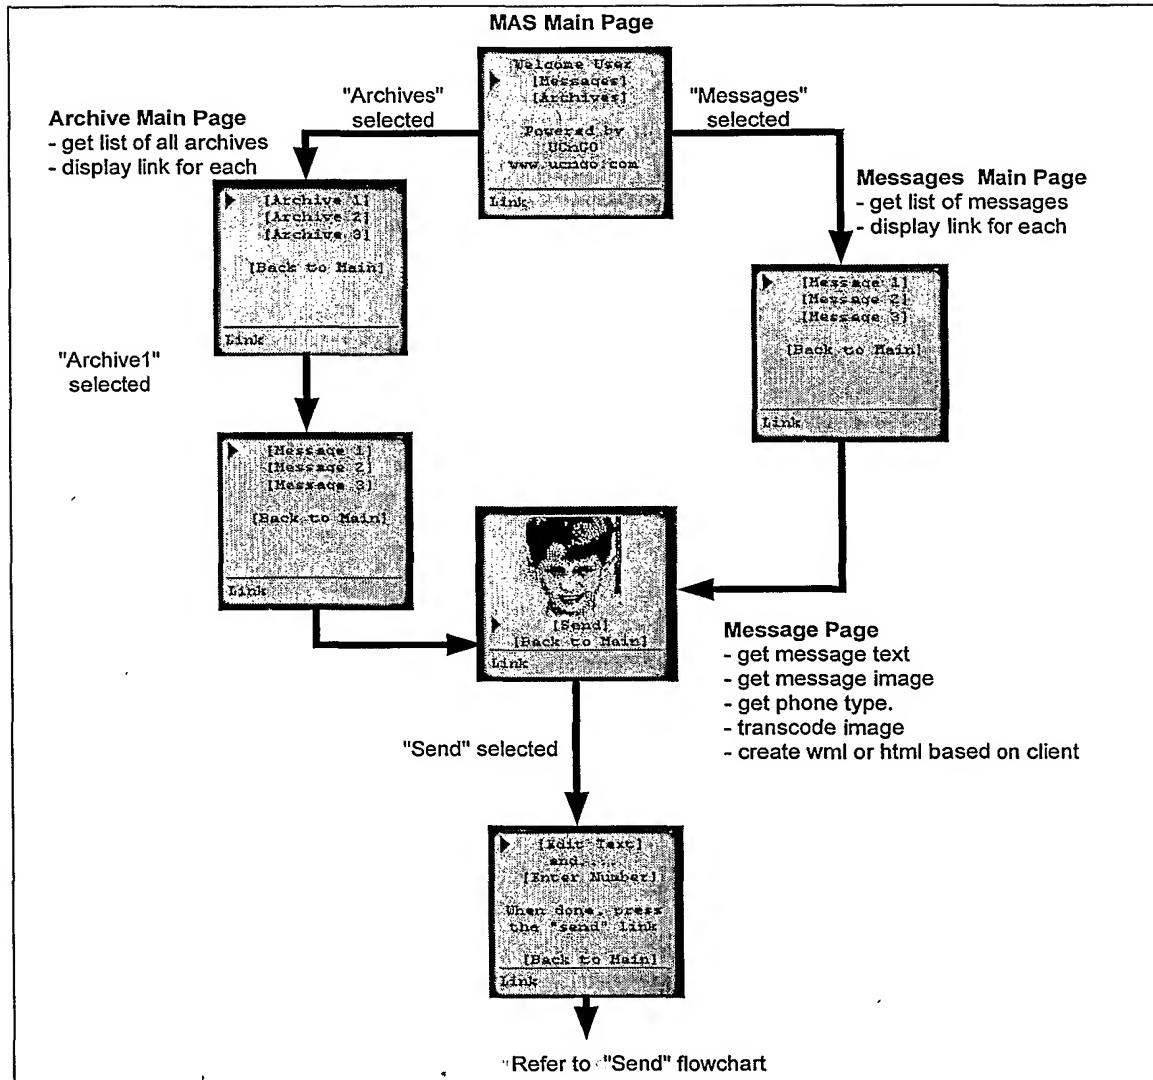 MAS Main Page
Welcome User
[Messages]
[Archives]
Powered by
UCnGO
www.ucngo.com
Link
"Archives"
selected
"Messages"
selected
Archive Main Page
- get list of all archives
- display link for each
[Archive 1]
[Archive 2]
[Archive 3]
[Back to Main]
Link
Messages Main Page
- get list of messages
- display link for each
[Message 1]
[Message 2]
[Message 3]
[Back to Main]
Link
"Archive1"
selected
[Message 1]
[Message 2]
[Message 3]
[Back to Main]
Link
[Send]
[Back to Main]
Link
Message Page
- get message text
- get message image
- get phone type.
- transcode image
- create wml or html based on client
"Send" selected
[Edit Text]
and....
[Enter Number]
When done, press
the "send" link
[Back to Main]
Link
Refer to "Send" flowchart